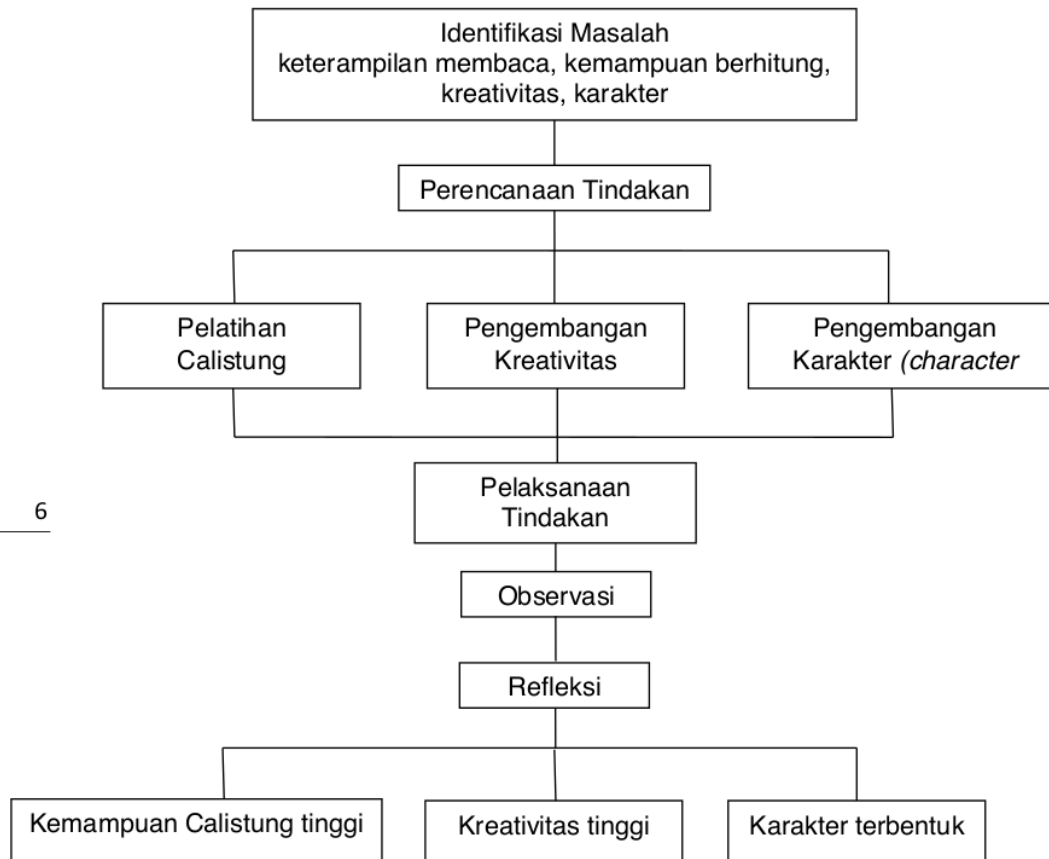 Identifikasi Masalah
keterampilan membaca, kemampuan berhitung,
kreativitas, karakter
Perencanaan Tindakan
Pelatihan
Calistung
Pengembangan
Kreativitas
Pengembangan
Karakter (character
Pelaksanaan
Tindakan
6
Observasi
Refleksi
Kemampuan Calistung tinggi
Kreativitas tinggi
Karakter terbentuk